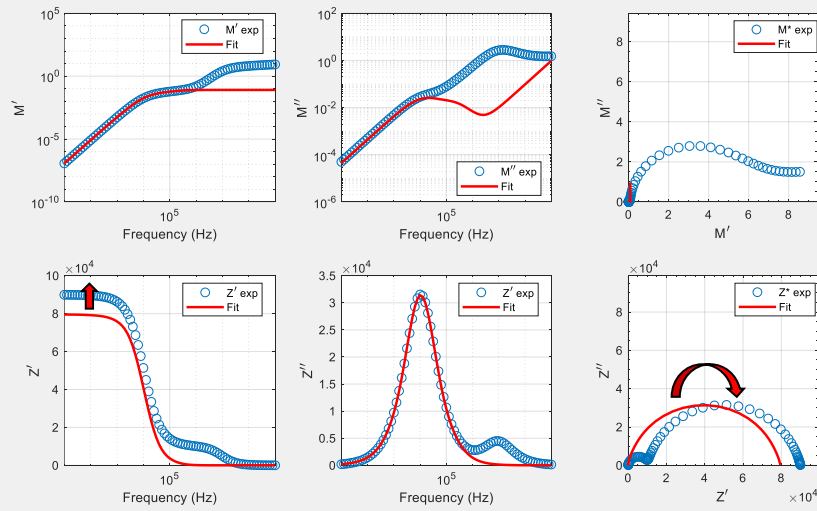 10^5
10^0
10^-5
10^-10
M′
M′ exp
Fit
10^5
Frequency (Hz)
10^2
10^0
10^-2
10^-4
10^-6
M′′
M′′ exp
Fit
10^5
Frequency (Hz)
8
6
4
2
0
M′′
M* exp
Fit
0 2 4 6 8
M′
×10^4
10
8
6
4
2
0
Z′
Z′ exp
Fit
10^5
Frequency (Hz)
×10^4
3.5
3
2.5
2
1.5
1
0.5
0
Z′′
Z′ exp
Fit
10^5
Frequency (Hz)
×10^4
8
6
4
2
0
Z′′
Z* exp
Fit
0 2 4 6 8
Z′
×10^4